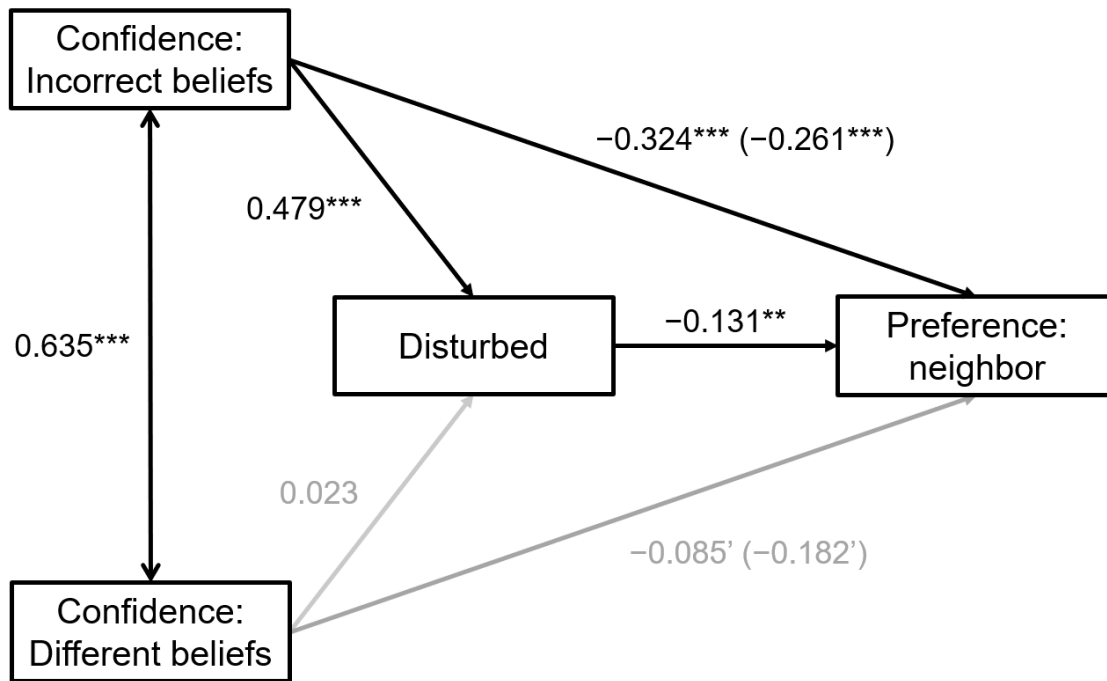 Confidence:
Incorrect beliefs
−0.324*** (−0.261***)
0.479***
0.635***
Disturbed
−0.131**
Preference:
neighbor
0.023
−0.085’ (−0.182’)
Confidence:
Different beliefs